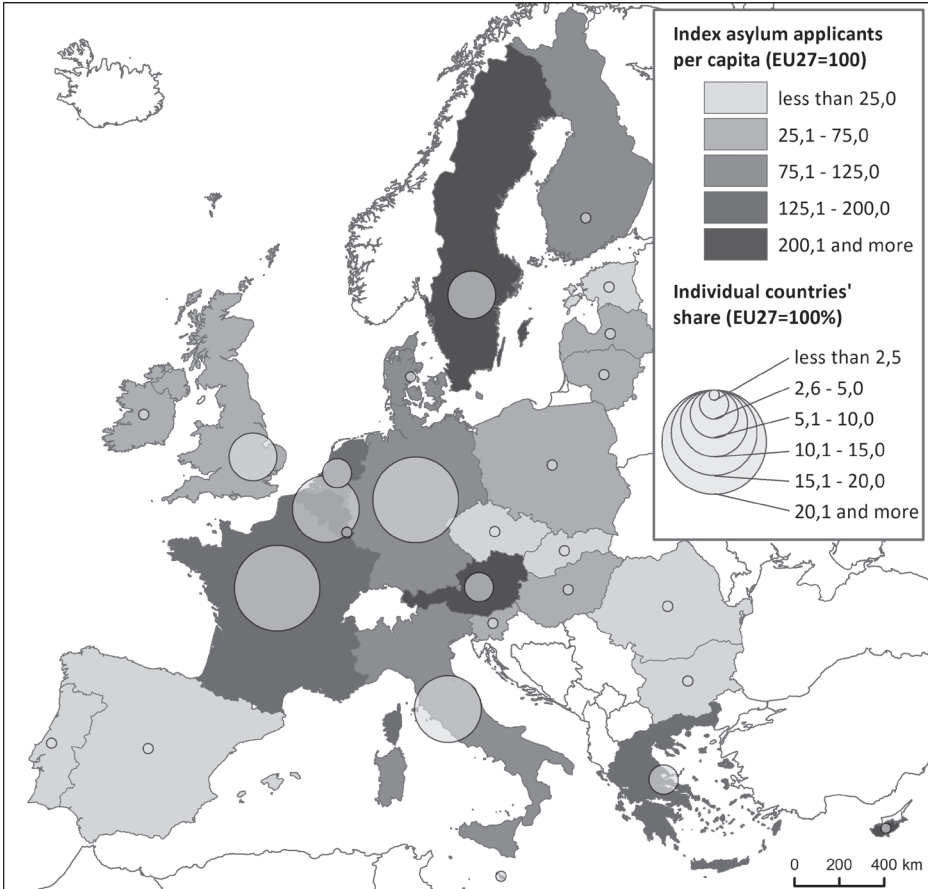 Index asylum applicants
per capita (EU27=100)
less than 25,0
25,1 - 75,0
75,1 - 125,0
125,1 - 200,0
200,1 and more
Individual countries'
share (EU27=100%)
less than 2,5
2,6 - 5,0
5,1 - 10,0
10,1 - 15,0
15,1 - 20,0
20,1 and more
0 200 400 km